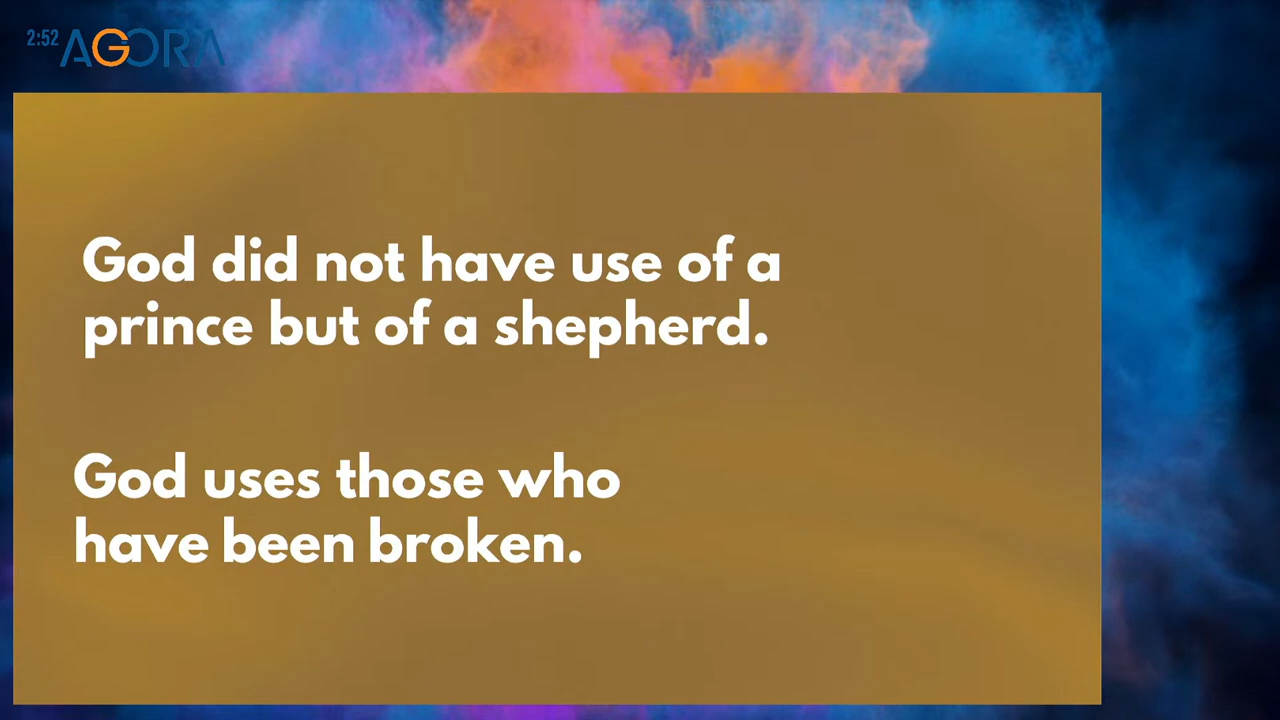 2:52 AGORA
God did not have use of a
prince but of a shepherd.
God uses those who
have been broken.